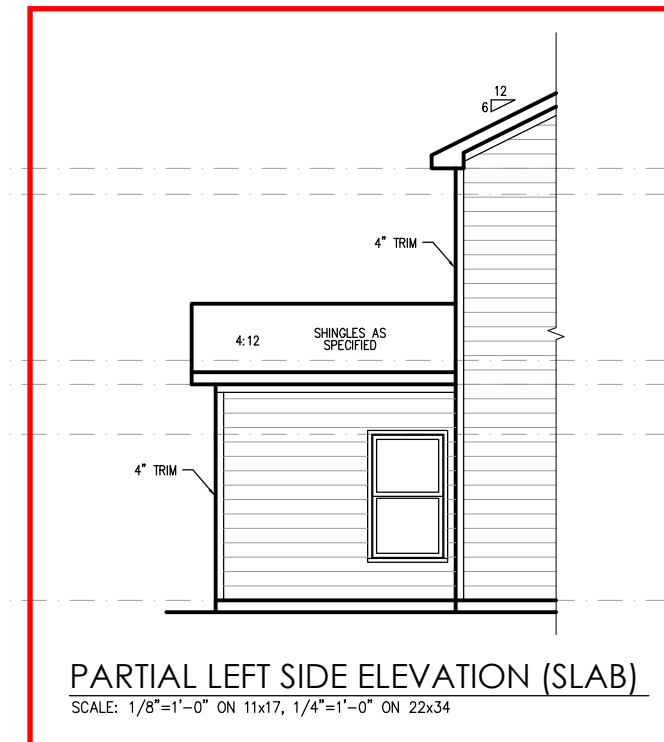 12
6
4" TRIM
4:12
SHINGLES AS
SPECIFIED
4" TRIM
PARTIAL LEFT SIDE ELEVATION (SLAB)
SCALE: 1/8"=1'-0" ON 11x17, 1/4"=1'-0" ON 22x34